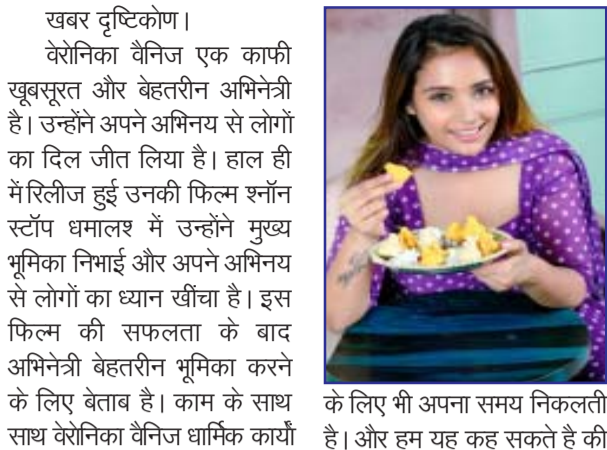 खबर दृष्टिकोण।
वेरोनिका वैनिज एक काफी
खूबसूरत और बेहतरीन अभिनेत्री
है। उन्होंने अपने अभिनय से लोगों
का दिल जीत लिया है। हाल ही
में रिलीज हुई उनकी फिल्म श्नॉन
स्टॉप धमालश में उन्होंने मुख्य
भूमिका निभाई और अपने अभिनय
से लोगों का ध्यान खींचा है। इस
फिल्म की सफलता के बाद
अभिनेत्री बेहतरीन भूमिका करने
के लिए बेताब है। काम के साथ
साथ वेरोनिका वैनिज धार्मिक कार्यों
के लिए भी अपना समय निकलती
है। और हम यह कह सकते है की